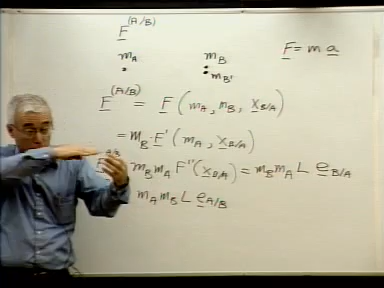 F^(A/B)
m_A m_B F = m a
m_B'
F^(A/B) = F (m_A, m_B, x_B/A)
= m_B F' (m_A, x_B/A)
m_B m_A F'' (x_B/A) = m_B m_A L e_B/A
m_A m_B L e_A/B